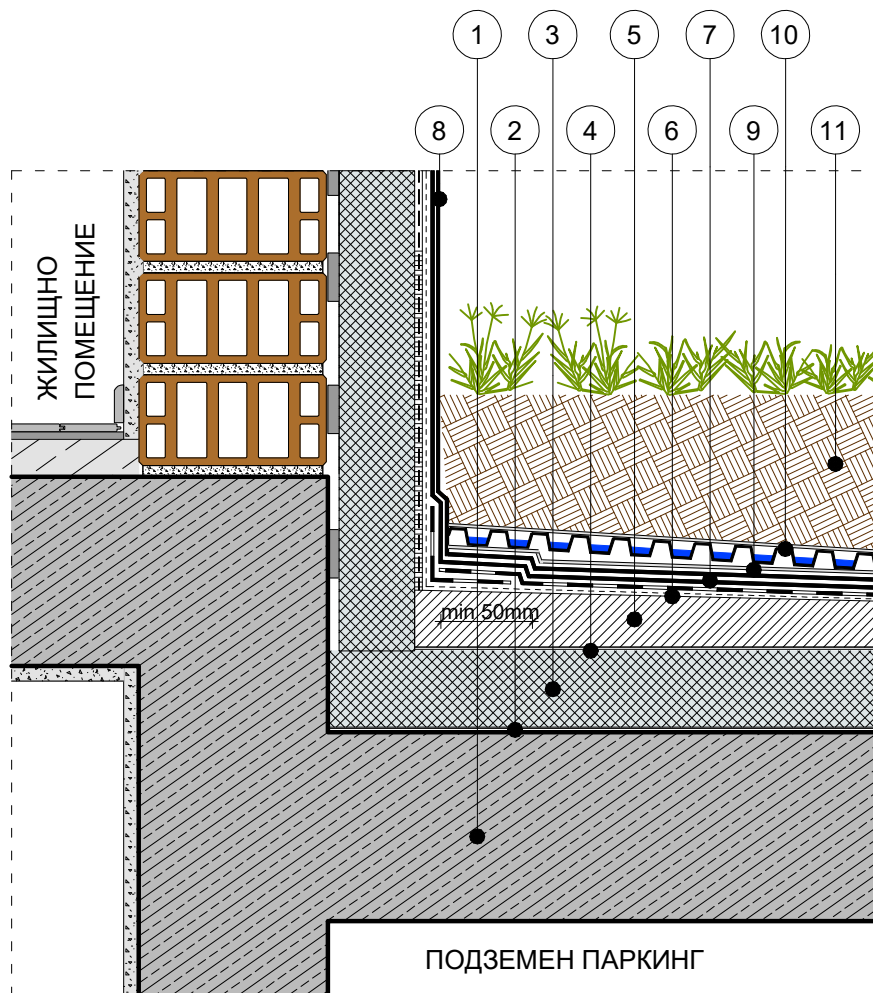 1 3 5 7 10
8 2 4 6 9 11
ЖИЛИЩНО
ПОМЕЩЕНИЕ
min 50mm
ПОДЗЕМЕН ПАРКИНГ